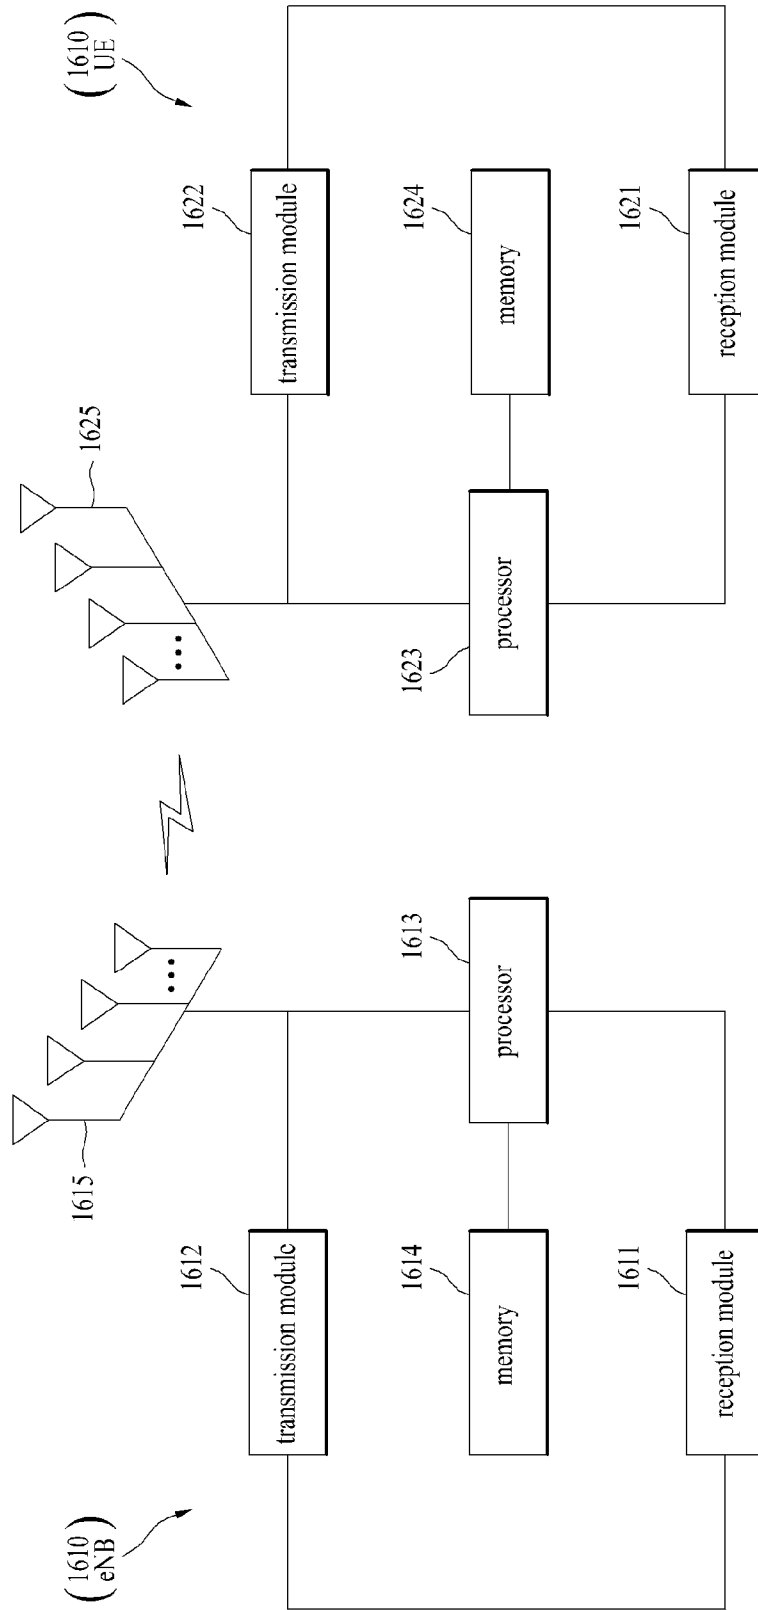 (1610
eNB)
1615
1612
transmission module
1613
processor
1614
memory
1611
reception module
(1610
UE)
1625
1622
transmission module
1623
processor
1624
memory
1621
reception module